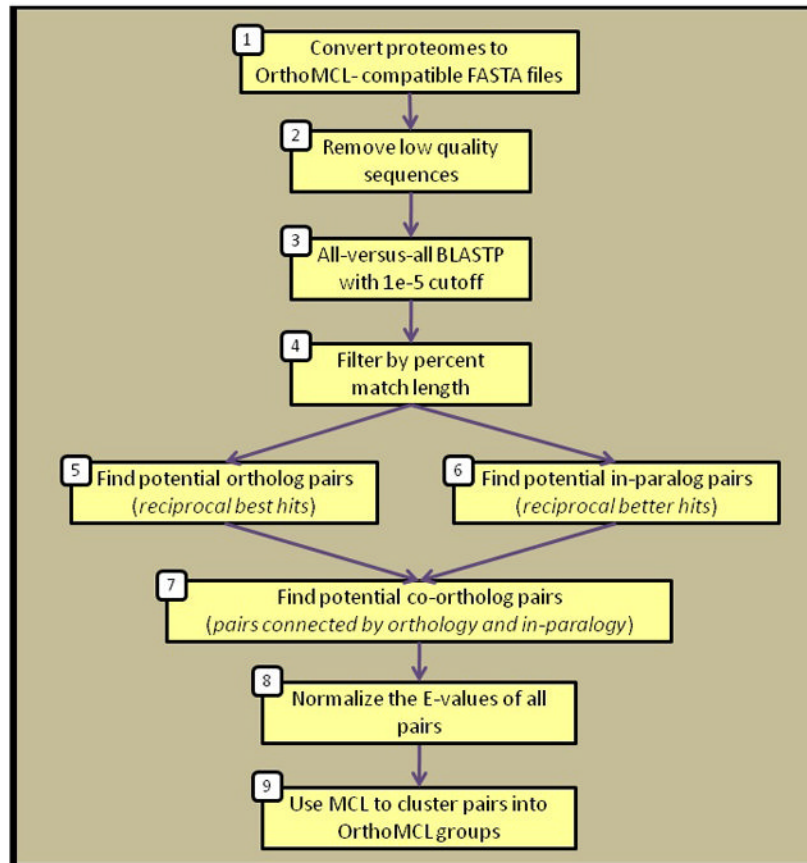 1
Convert proteomes to
OrthoMCL- compatible FASTA files
2
Remove low quality
sequences
3
All-versus-all BLASTP
with 1e-5 cutoff
4
Filter by percent
match length
5
Find potential ortholog pairs
(reciprocal best hits)
6
Find potential in-paralog pairs
(reciprocal better hits)
7
Find potential co-ortholog pairs
(pairs connected by orthology and in-paralogy)
8
Normalize the E-values of all
pairs
9
Use MCL to cluster pairs into
OrthoMCL groups